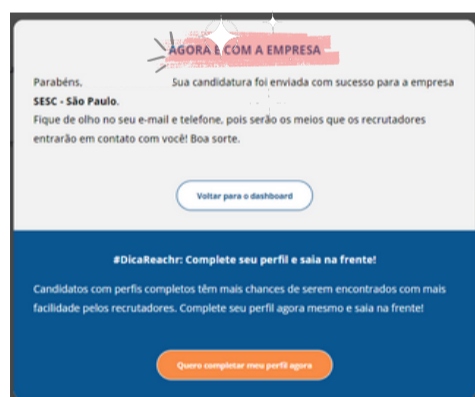 AGORA É COM A EMPRESA
Parabéns, Sua candidatura foi enviada com sucesso para a empresa
SESC - São Paulo.
Fique de olho no seu e-mail e telefone, pois serão os meios que os recrutadores
entrarão em contato com você! Boa sorte.
Voltar para o dashboard
#DicaReachr: Complete seu perfil e saia na frente!
Candidatos com perfis completos têm mais chances de serem encontrados com mais
facilidade pelos recrutadores. Complete seu perfil agora mesmo e saia na frente!
Quero completar meu perfil agora